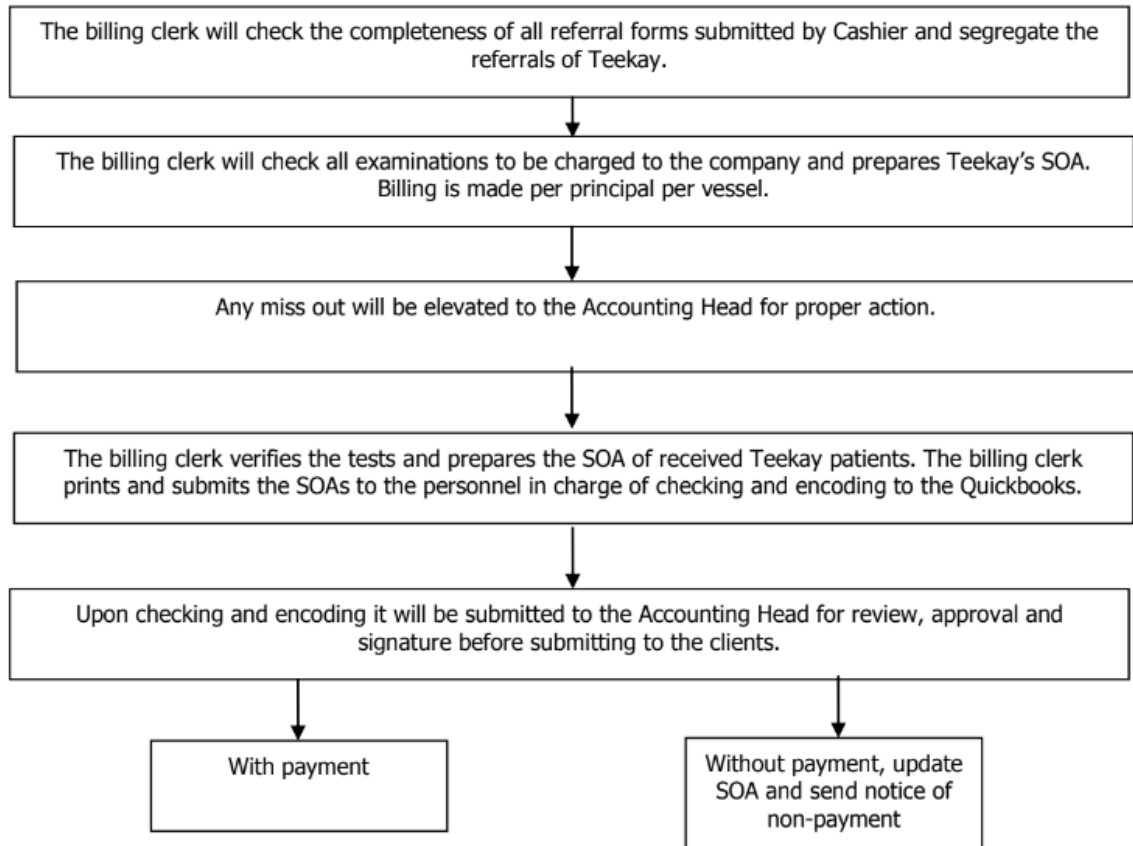 The billing clerk will check the completeness of all referral forms submitted by Cashier and segregate the
referrals of Teekay.
The billing clerk will check all examinations to be charged to the company and prepares Teekay’s SOA.
Billing is made per principal per vessel.
Any miss out will be elevated to the Accounting Head for proper action.
The billing clerk verifies the tests and prepares the SOA of received Teekay patients. The billing clerk
prints and submits the SOAs to the personnel in charge of checking and encoding to the Quickbooks.
Upon checking and encoding it will be submitted to the Accounting Head for review, approval and
signature before submitting to the clients.
With payment
Without payment, update
SOA and send notice of
non-payment